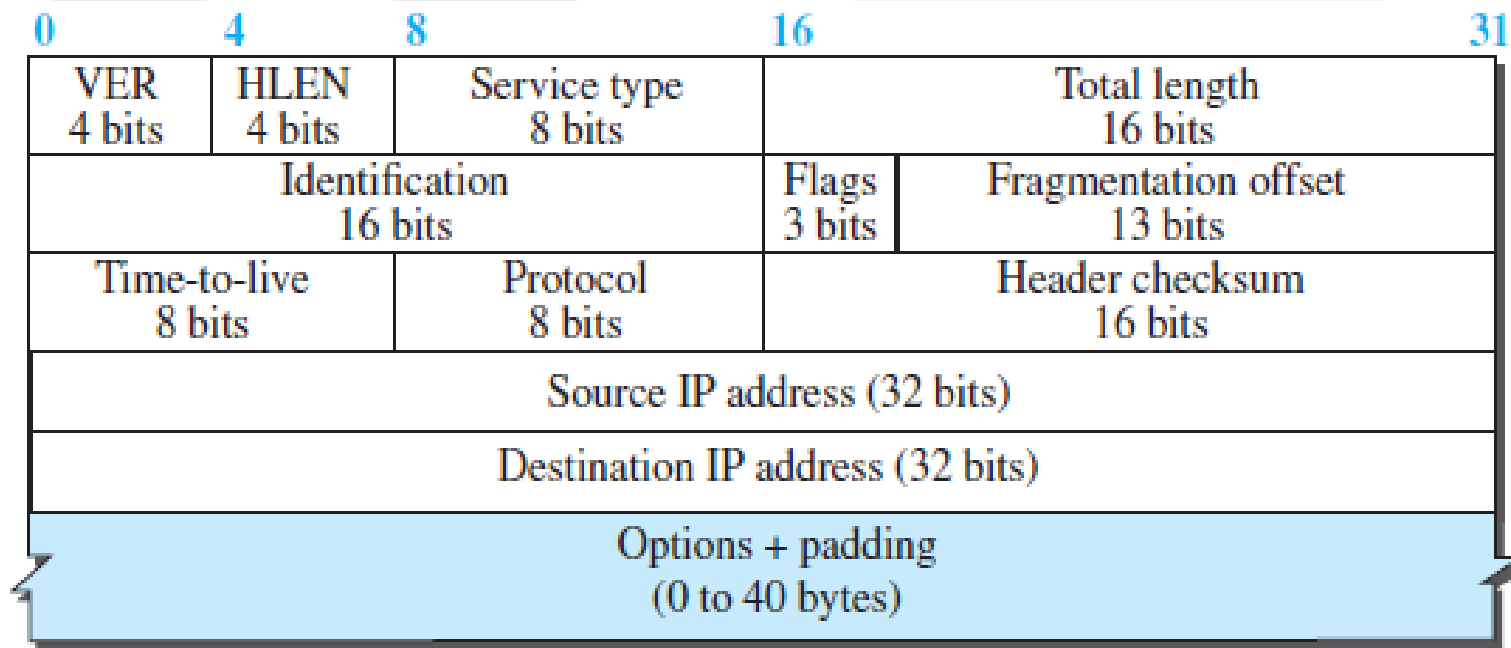 0 4 8 16 31
VER HLEN Service type Total length
4 bits 4 bits 8 bits 16 bits
Identification Flags Fragmentation offset
16 bits 3 bits 13 bits
Time-to-live Protocol Header checksum
8 bits 8 bits 16 bits
Source IP address (32 bits)
Destination IP address (32 bits)
Options + padding
(0 to 40 bytes)